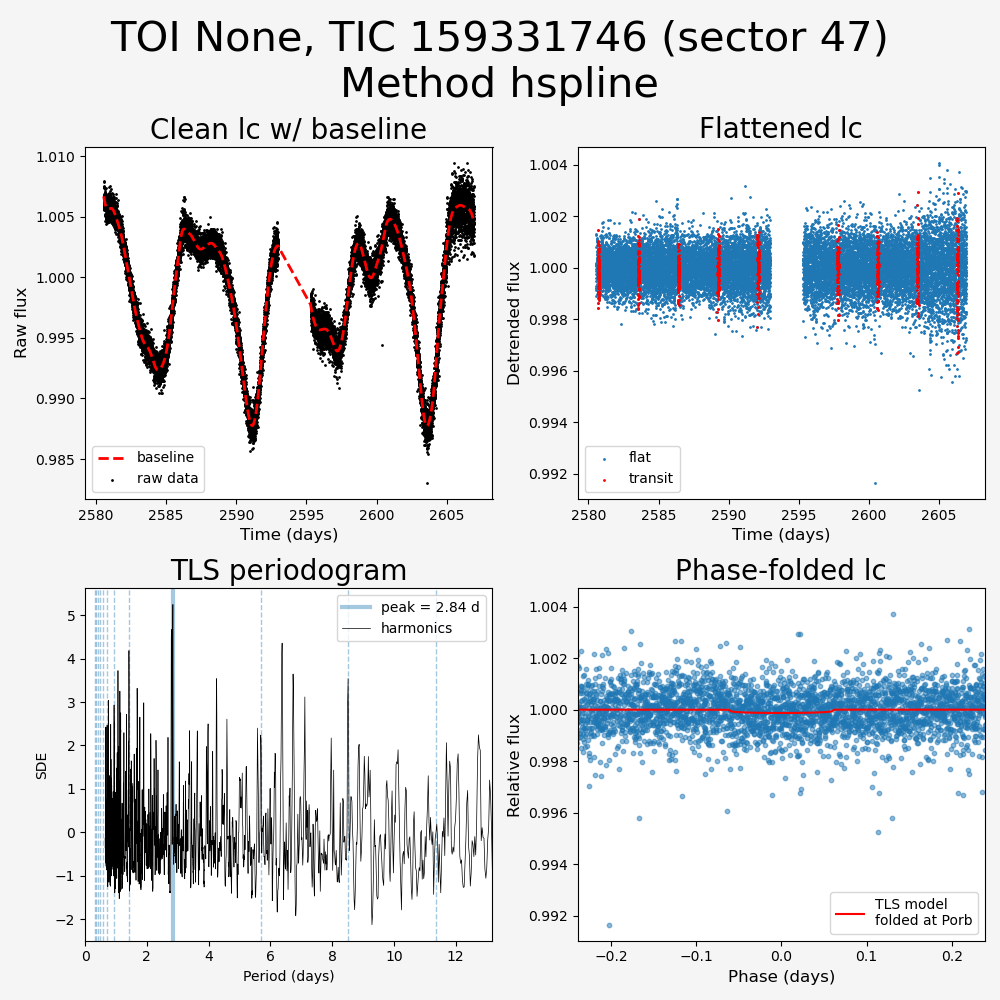 TOI None, TIC 159331746 (sector 47)
Method hspline
Clean lc w/ baseline
1.010
1.005
1.000
0.995
0.990
0.985
Raw flux
baseline
raw data
2580
2585
2590
2595
2600
2605
Time (days)
Flattened lc
1.004
1.002
1.000
0.998
0.996
0.994
0.992
Detrended flux
flat
transit
2580
2585
2590
2595
2600
2605
Time (days)
TLS periodogram
5
4
3
2
1
0
−1
−2
SDE
peak = 2.84 d
harmonics
0
2
4
6
8
10
12
Period (days)
Phase-folded lc
1.004
1.002
1.000
0.998
0.996
0.994
0.992
Relative flux
TLS model
folded at Porb
−0.2
−0.1
0.0
0.1
0.2
Phase (days)